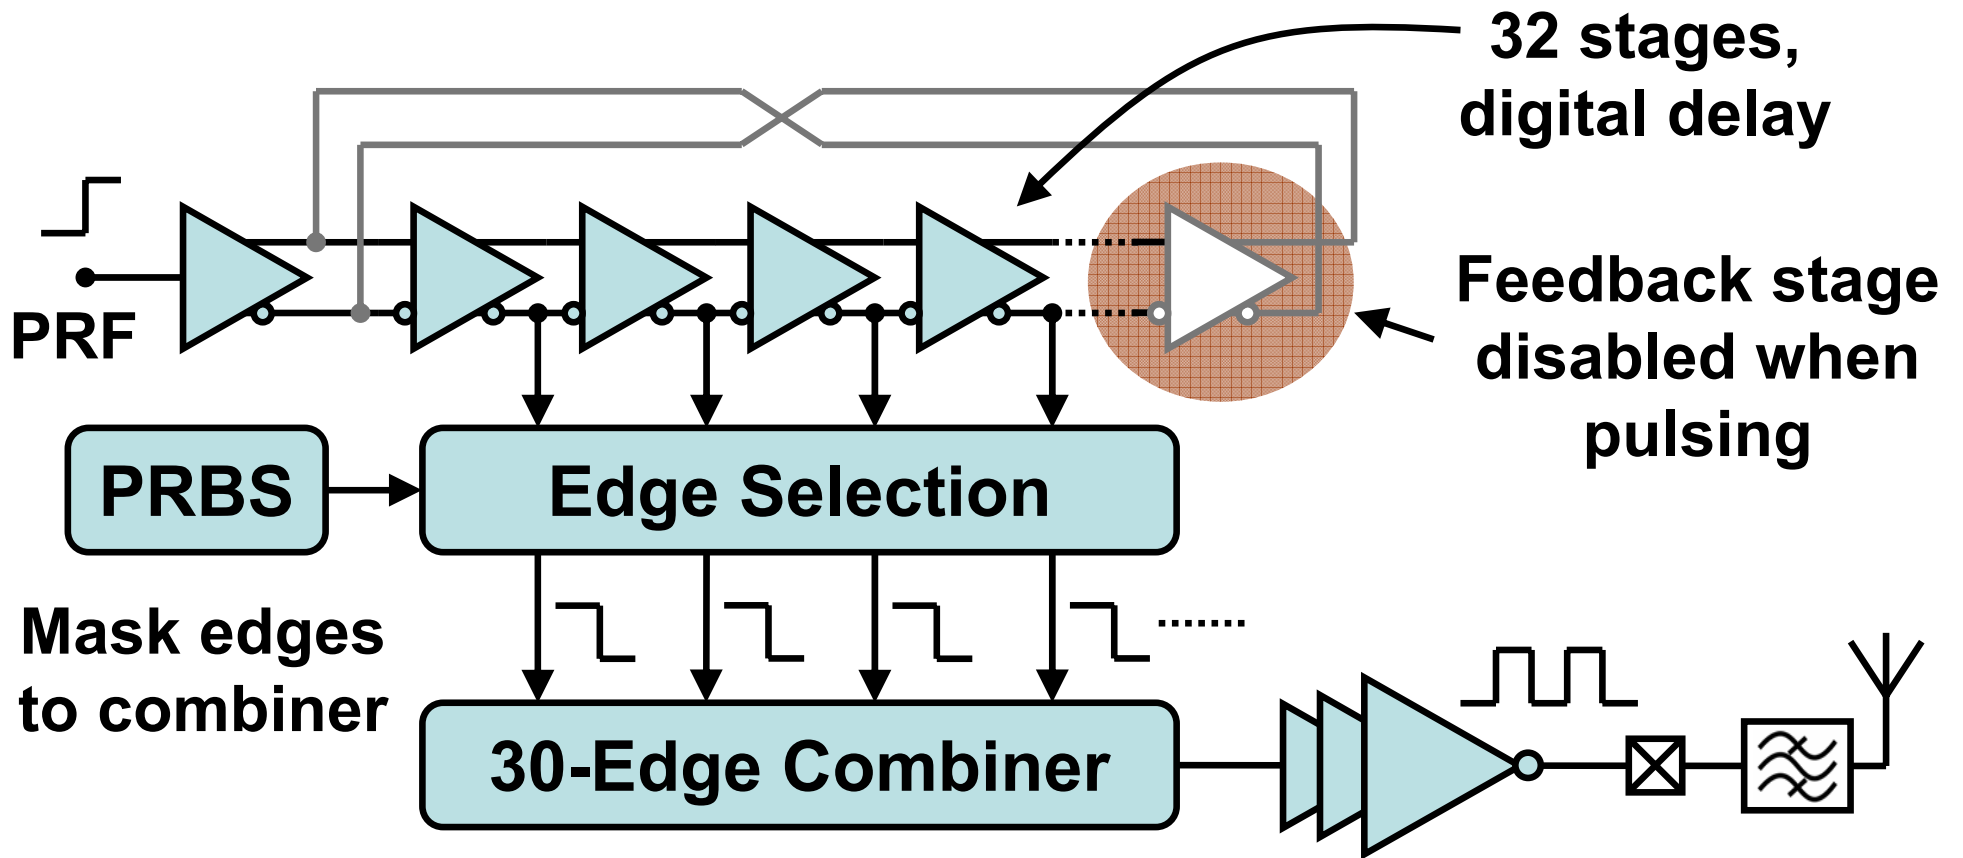 32 stages,
digital delay
PRF
Feedback stage
disabled when
pulsing
PRBS
Edge Selection
Mask edges
to combiner
30-Edge Combiner